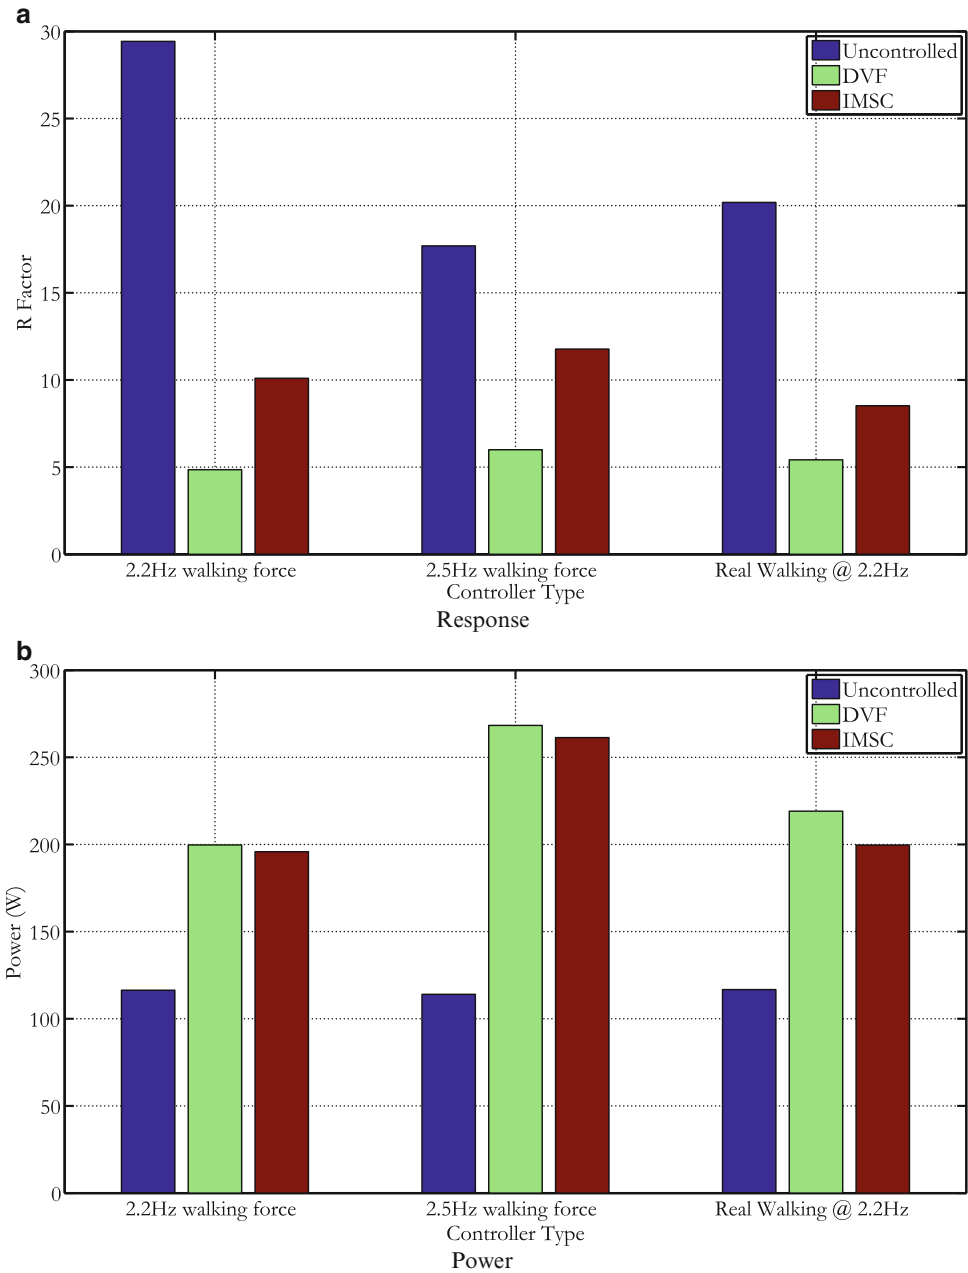 a
30
25
20
15
10
5
0
R Factor
Uncontrolled
DVF
IMSC
2.2Hz walking force
2.5Hz walking force
Real Walking @ 2.2Hz
Controller Type
Response
b
300
250
200
150
100
50
0
Power (W)
Uncontrolled
DVF
IMSC
2.2Hz walking force
2.5Hz walking force
Real Walking @ 2.2Hz
Controller Type
Power